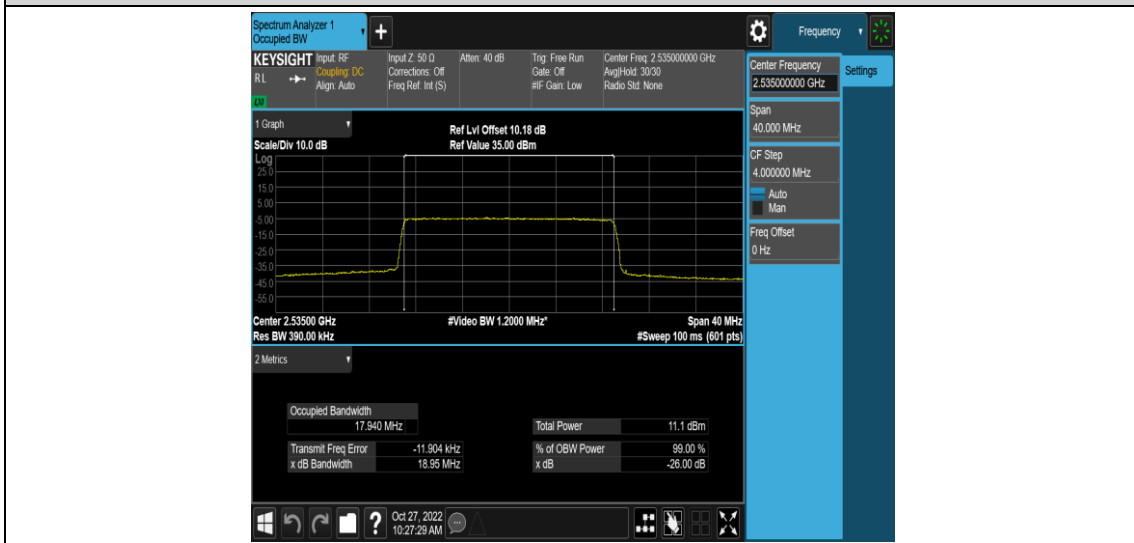 Spectrum Analyzer 1
Occupied BW
Frequency
KEYSIGHT
RL
LXI
Input: RF
Coupling: DC
Align: Auto
Input Z: 50 Ω
Corrections: Off
Freq Ref: Int (S)
Atten: 40 dB
Trig: Free Run
Gate: Off
#IF Gain: Low
Center Freq: 2.535000000 GHz
Avg|Hold: 30/30
Radio Std: None
Center Frequency
2.535000000 GHz
Settings
Span
40.000 MHz
CF Step
4.000000 MHz
Auto
Man
Freq Offset
0 Hz
1 Graph
Scale/Div 10.0 dB
Ref Lvl Offset 10.18 dB
Ref Value 35.00 dBm
Log
25.0
15.0
5.00
-5.00
-15.0
-25.0
-35.0
-45.0
-55.0
Center 2.53500 GHz
Res BW 390.00 kHz
#Video BW 1.2000 MHz*
Span 40 MHz
#Sweep 100 ms (601 pts)
2 Metrics
Occupied Bandwidth
17.940 MHz
Total Power 11.1 dBm
Transmit Freq Error -11.904 kHz
% of OBW Power 99.00 %
x dB Bandwidth 18.95 MHz
x dB -26.00 dB
?
Oct 27, 2022
10:27:29 AM